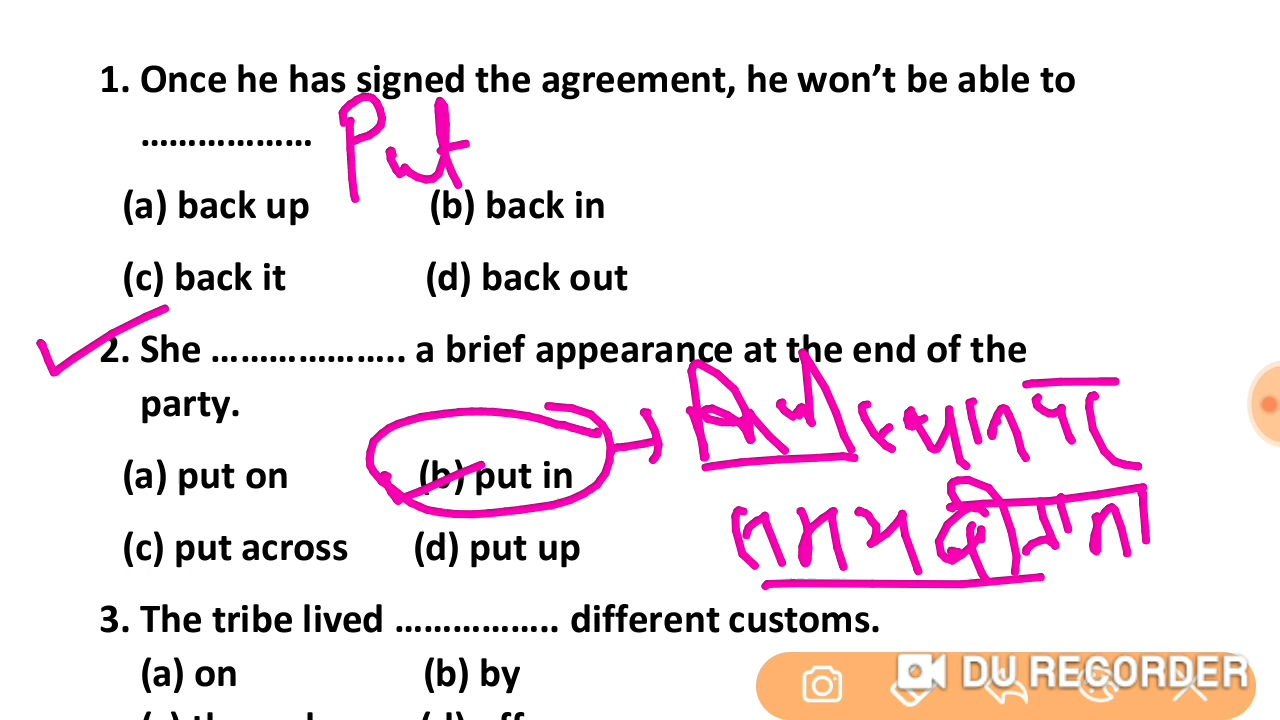 1. Once he has signed the agreement, he won’t be able to
………………
Put
(a) back up (b) back in
(c) back it (d) back out
2. She ……………….. a brief appearance at the end of the
party.
(a) put on (b) put in
स्थान पर
(c) put across (d) put up
समय
3. The tribe lived …………….. different customs.
(a) on (b) by
DU RECORDER